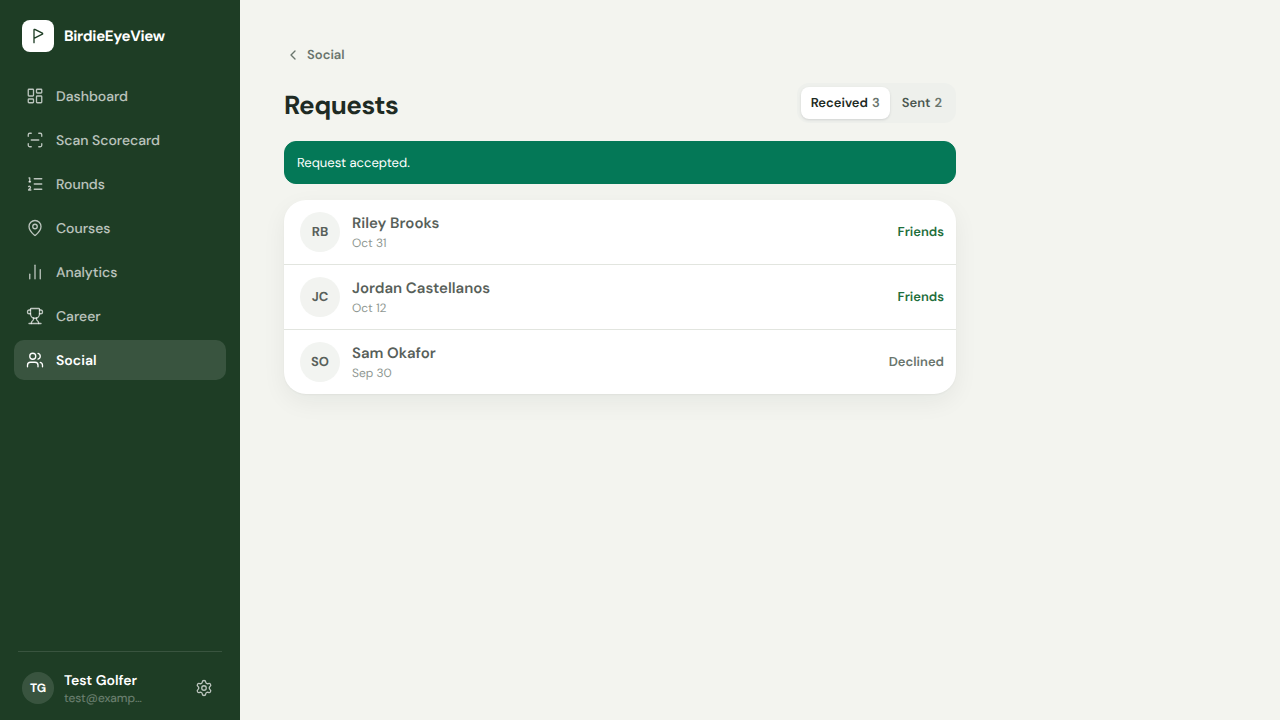 BirdieEyeView
Dashboard
Scan Scorecard
Rounds
Courses
Analytics
Career
Social
TG
Test Golfer
test@examp...
Social
Requests
Received 3
Sent 2
Request accepted.
RB
Riley Brooks
Oct 31
Friends
JC
Jordan Castellanos
Oct 12
Friends
SO
Sam Okafor
Sep 30
Declined